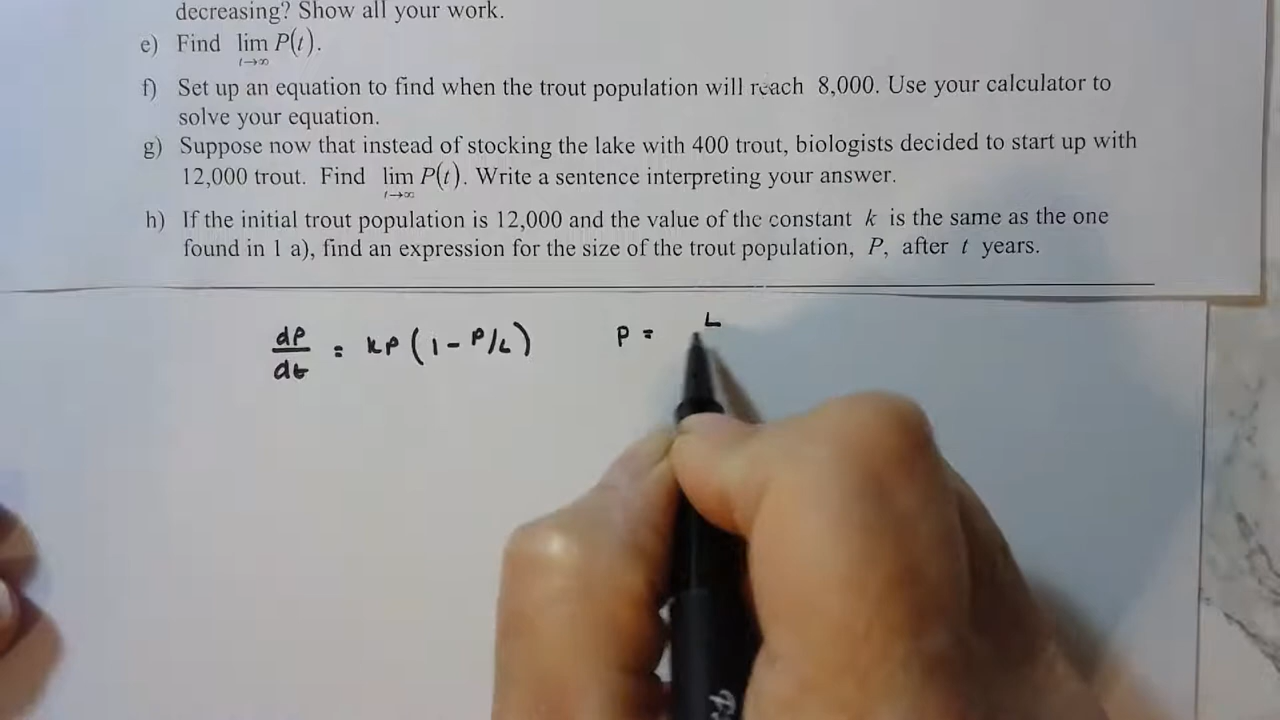 decreasing? Show all your work.
e) Find lim P(t).
t→∞
f) Set up an equation to find when the trout population will reach 8,000. Use your calculator to
solve your equation.
g) Suppose now that instead of stocking the lake with 400 trout, biologists decided to start up with
12,000 trout. Find lim P(t). Write a sentence interpreting your answer.
t→∞
h) If the initial trout population is 12,000 and the value of the constant k is the same as the one
found in 1 a), find an expression for the size of the trout population, P, after t years.
dP/dt = kP(1-P/L) P = L